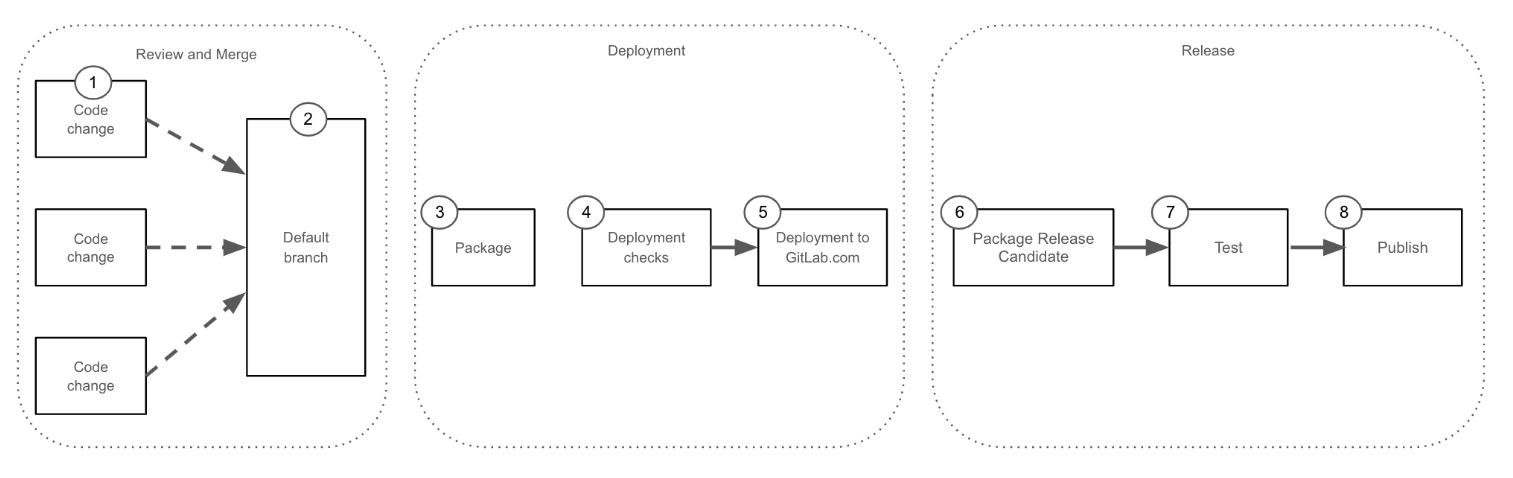 Review and Merge
1
Code
change
2
Code
change
Code
change
Default
branch
Deployment
3
Package
4
Deployment
checks
5
Deployment to
GitLab.com
Release
6
Package Release
Candidate
7
Test
8
Publish